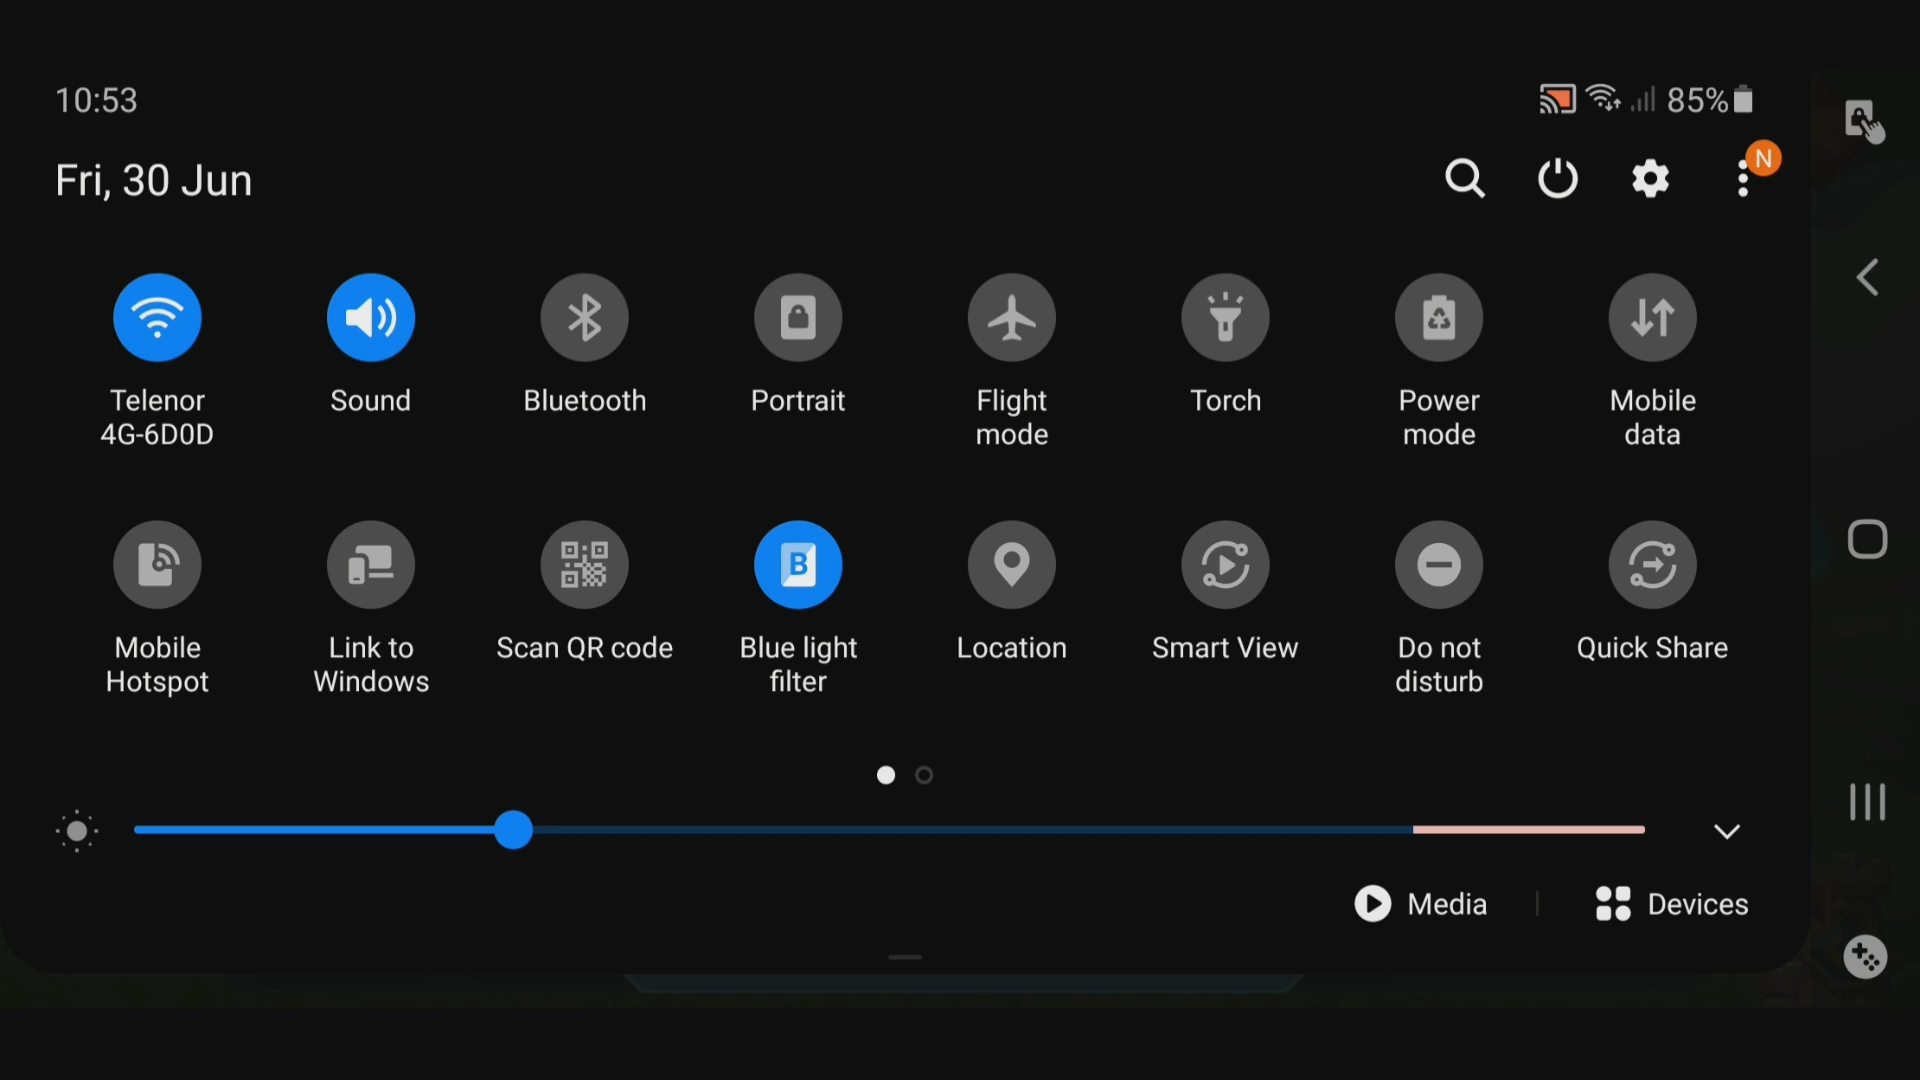 10:53
85%
Fri, 30 Jun
N
Telenor
4G-6D0D
Sound
Bluetooth
Portrait
Flight
mode
Torch
Power
mode
Mobile
data
Mobile
Hotspot
Link to
Windows
Scan QR code
B
Blue light
filter
Location
Smart View
Do not
disturb
Quick Share
Media
Devices